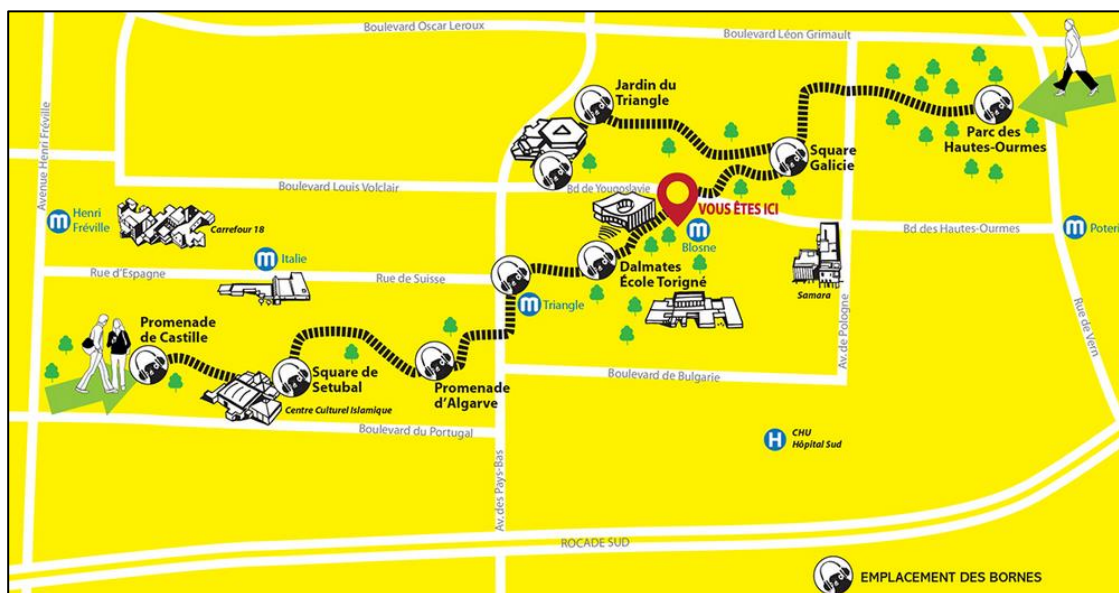 Boulevard Oscar Leroux
Boulevard Léon Grimault
Jardin du
Triangle
Parc des
Hautes-Ourmes
Square
Galicie
Avenue Henri Fréville
Boulevard Louis Volclair
Bd de Yougoslavie
VOUS ÊTES ICI
m Henri
Fréville
Carrefour 18
m
Blosne
Bd des Hautes-Ourmes
m Poteri
m Italie
Rue d'Espagne
Rue de Suisse
Dalmates
École Torigné
Samara
m Triangle
Av. de Pologne
Rue de Vern
Promenade
de Castille
Square de
Setubal
Promenade
d'Algarve
Boulevard de Bulgarie
Centre Culturel Islamique
Boulevard du Portugal
H CHU
Hôpital Sud
Av. des Pays-Bas
ROCADE SUD
EMPLACEMENT DES BORNES